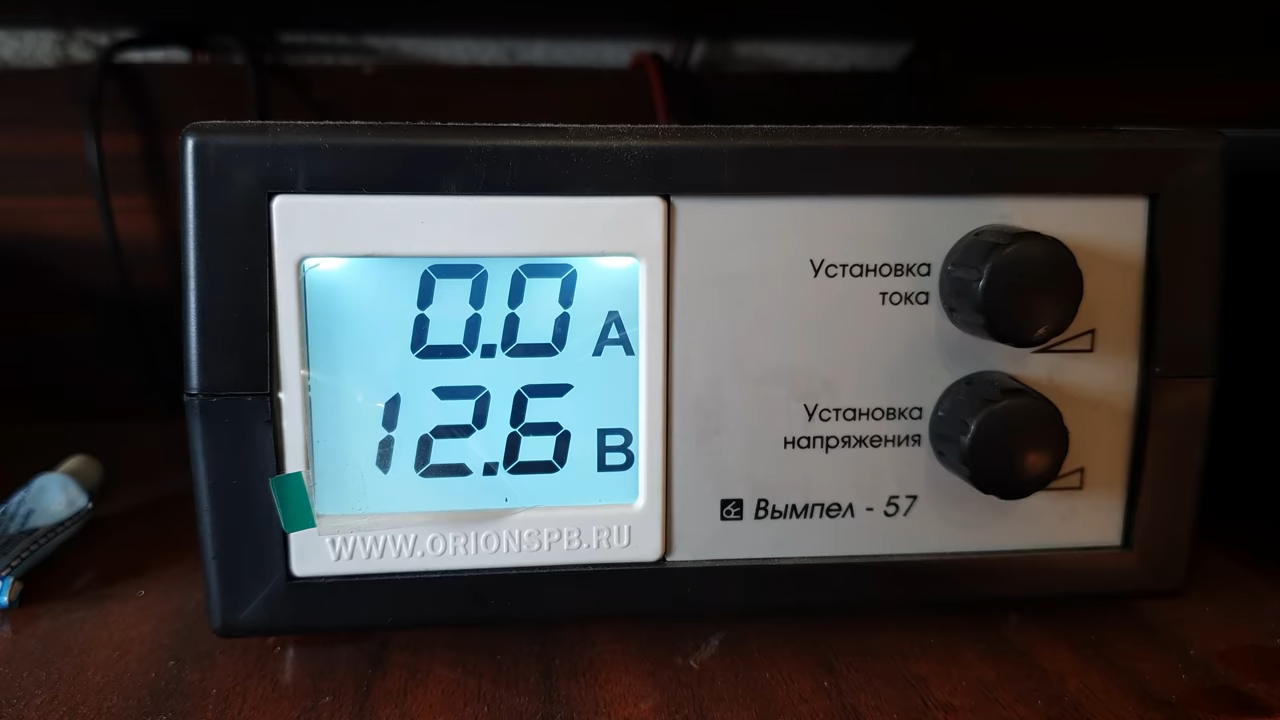 0.0 А
12.6 В
WWW.ORIONSPB.RU
Установка
тока
Установка
напряжения
Вымпел - 57